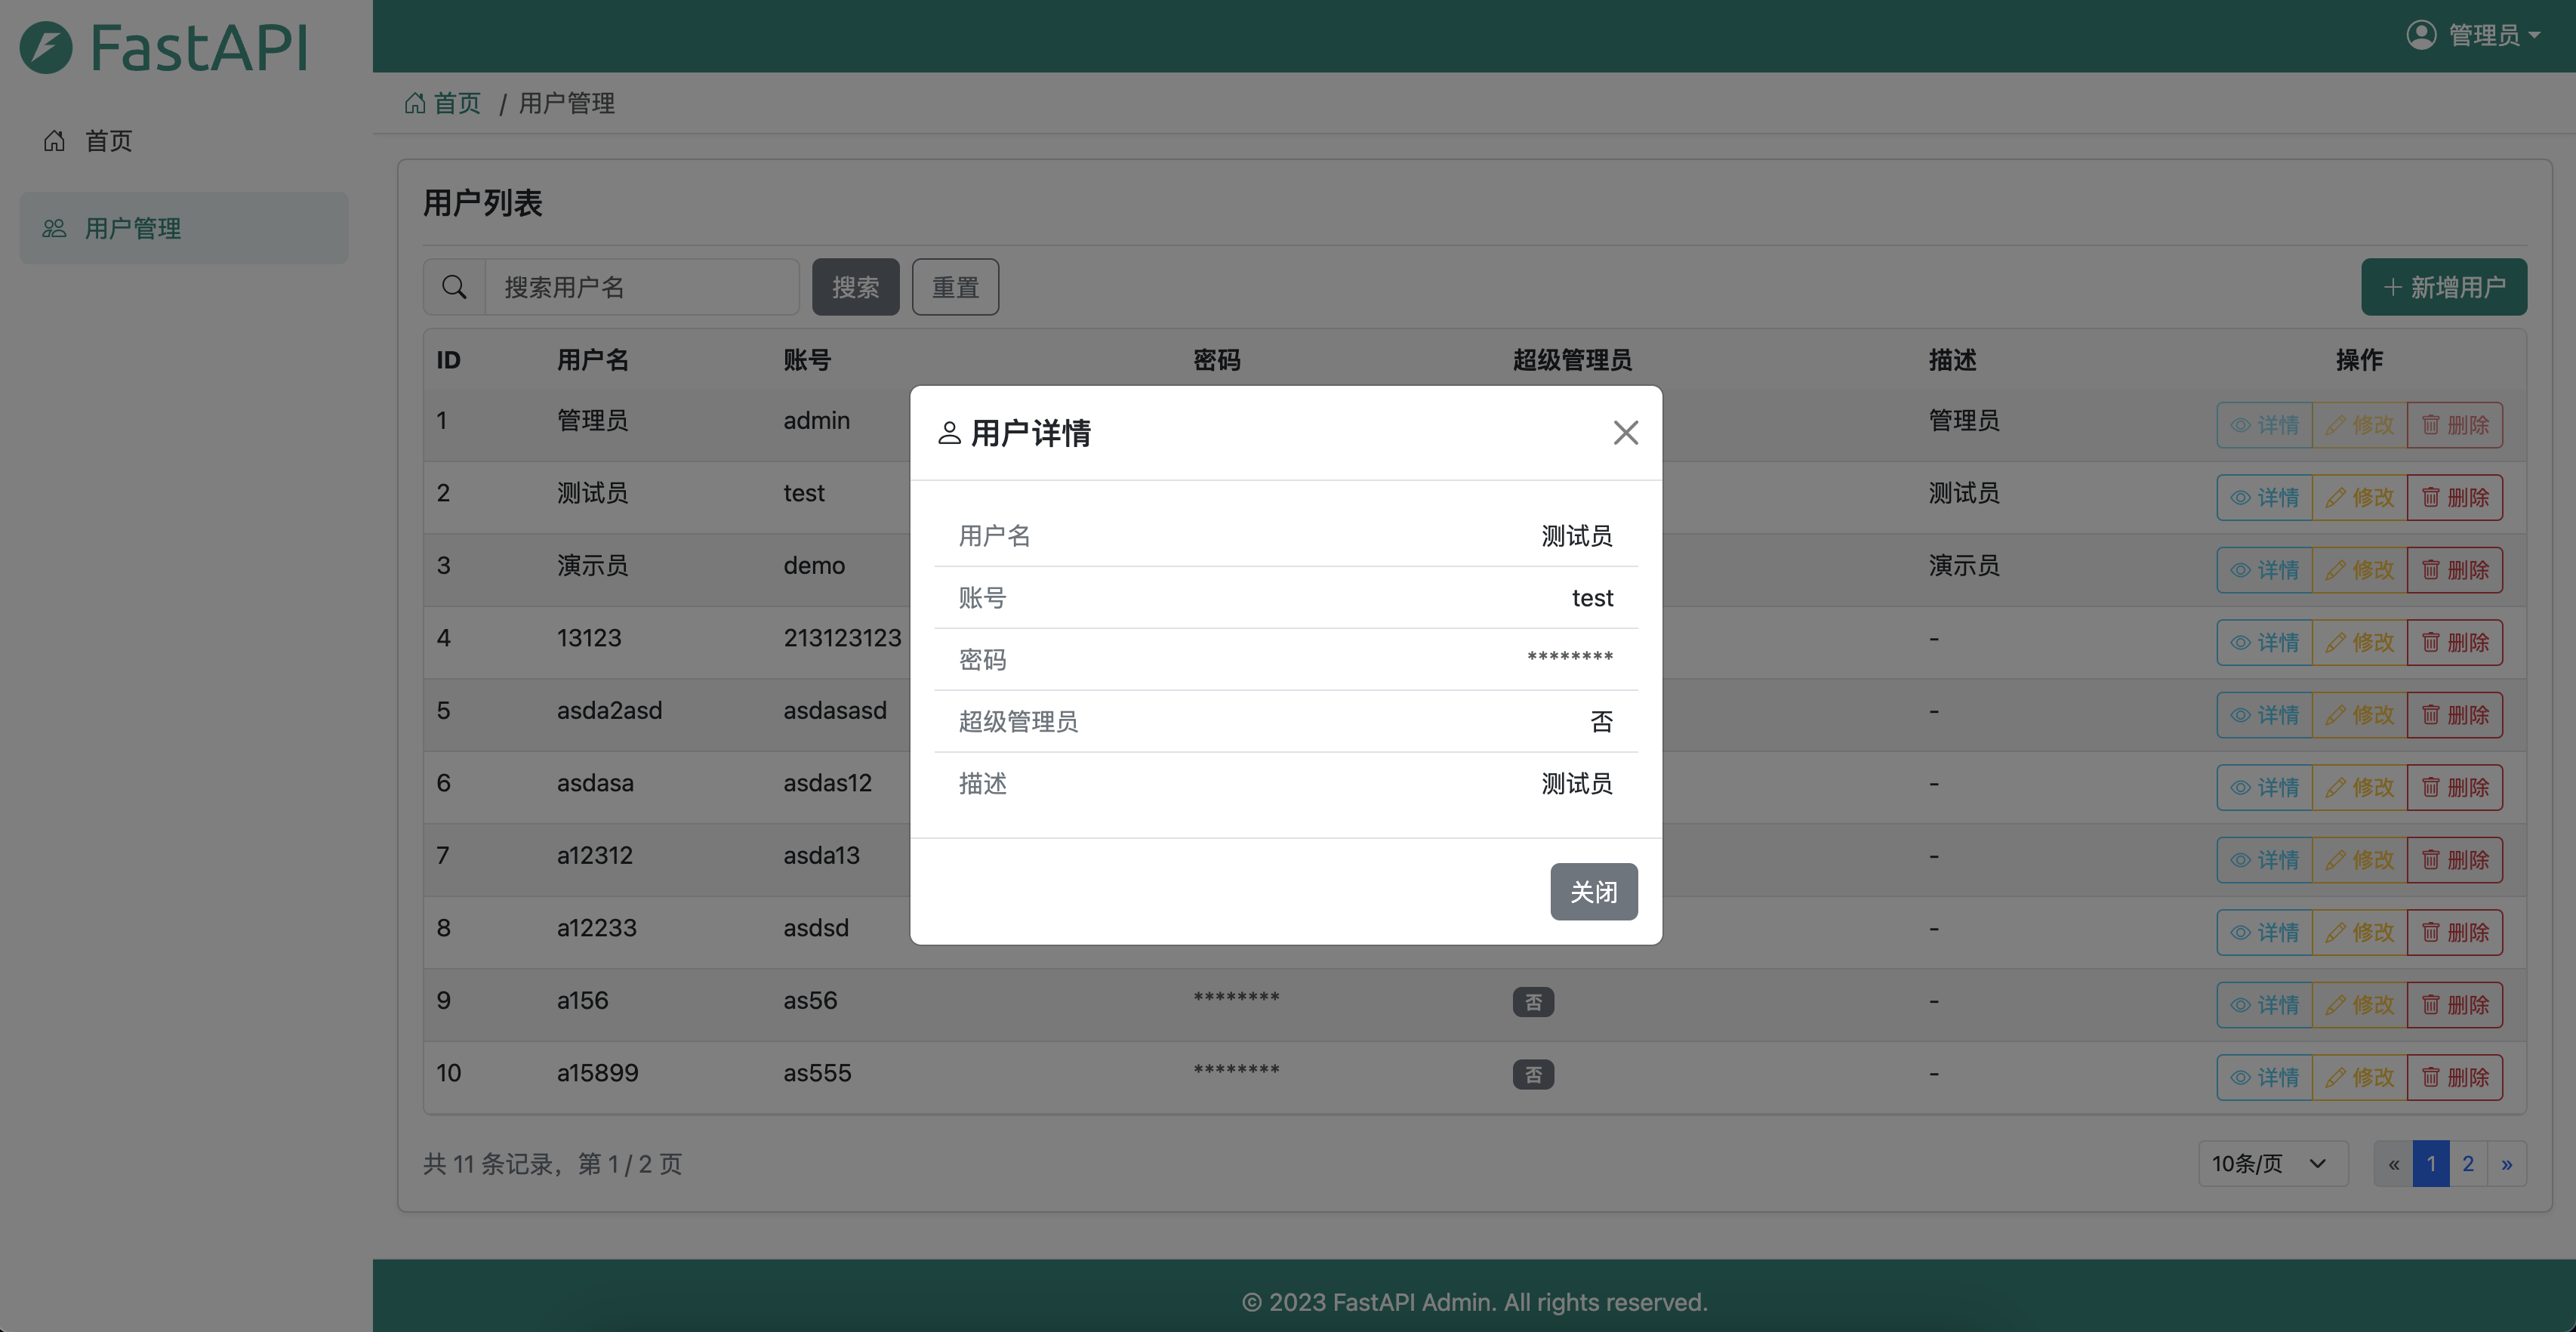 FastAPI
管理员
首页 / 用户管理
首页
用户管理
用户列表
搜索用户名 搜索 重置 + 新增用户
ID 用户名 账号 密码 超级管理员 描述 操作
1 管理员 admin 管理员 详情 修改 删除
2 测试员 test 测试员 详情 修改 删除
3 演示员 demo 演示员 详情 修改 删除
4 13123 213123123 - 详情 修改 删除
5 asda2asd asdasasd - 详情 修改 删除
6 asdasa asdas12 - 详情 修改 删除
7 a12312 asda13 - 详情 修改 删除
8 a12233 asdsd - 详情 修改 删除
9 a156 as56 ******** 否 - 详情 修改 删除
10 a15899 as555 ******** 否 - 详情 修改 删除
共 11 条记录，第 1 / 2 页 10条/页 « 1 2 »
用户详情
用户名 测试员
账号 test
密码 ********
超级管理员 否
描述 测试员
关闭
© 2023 FastAPI Admin. All rights reserved.